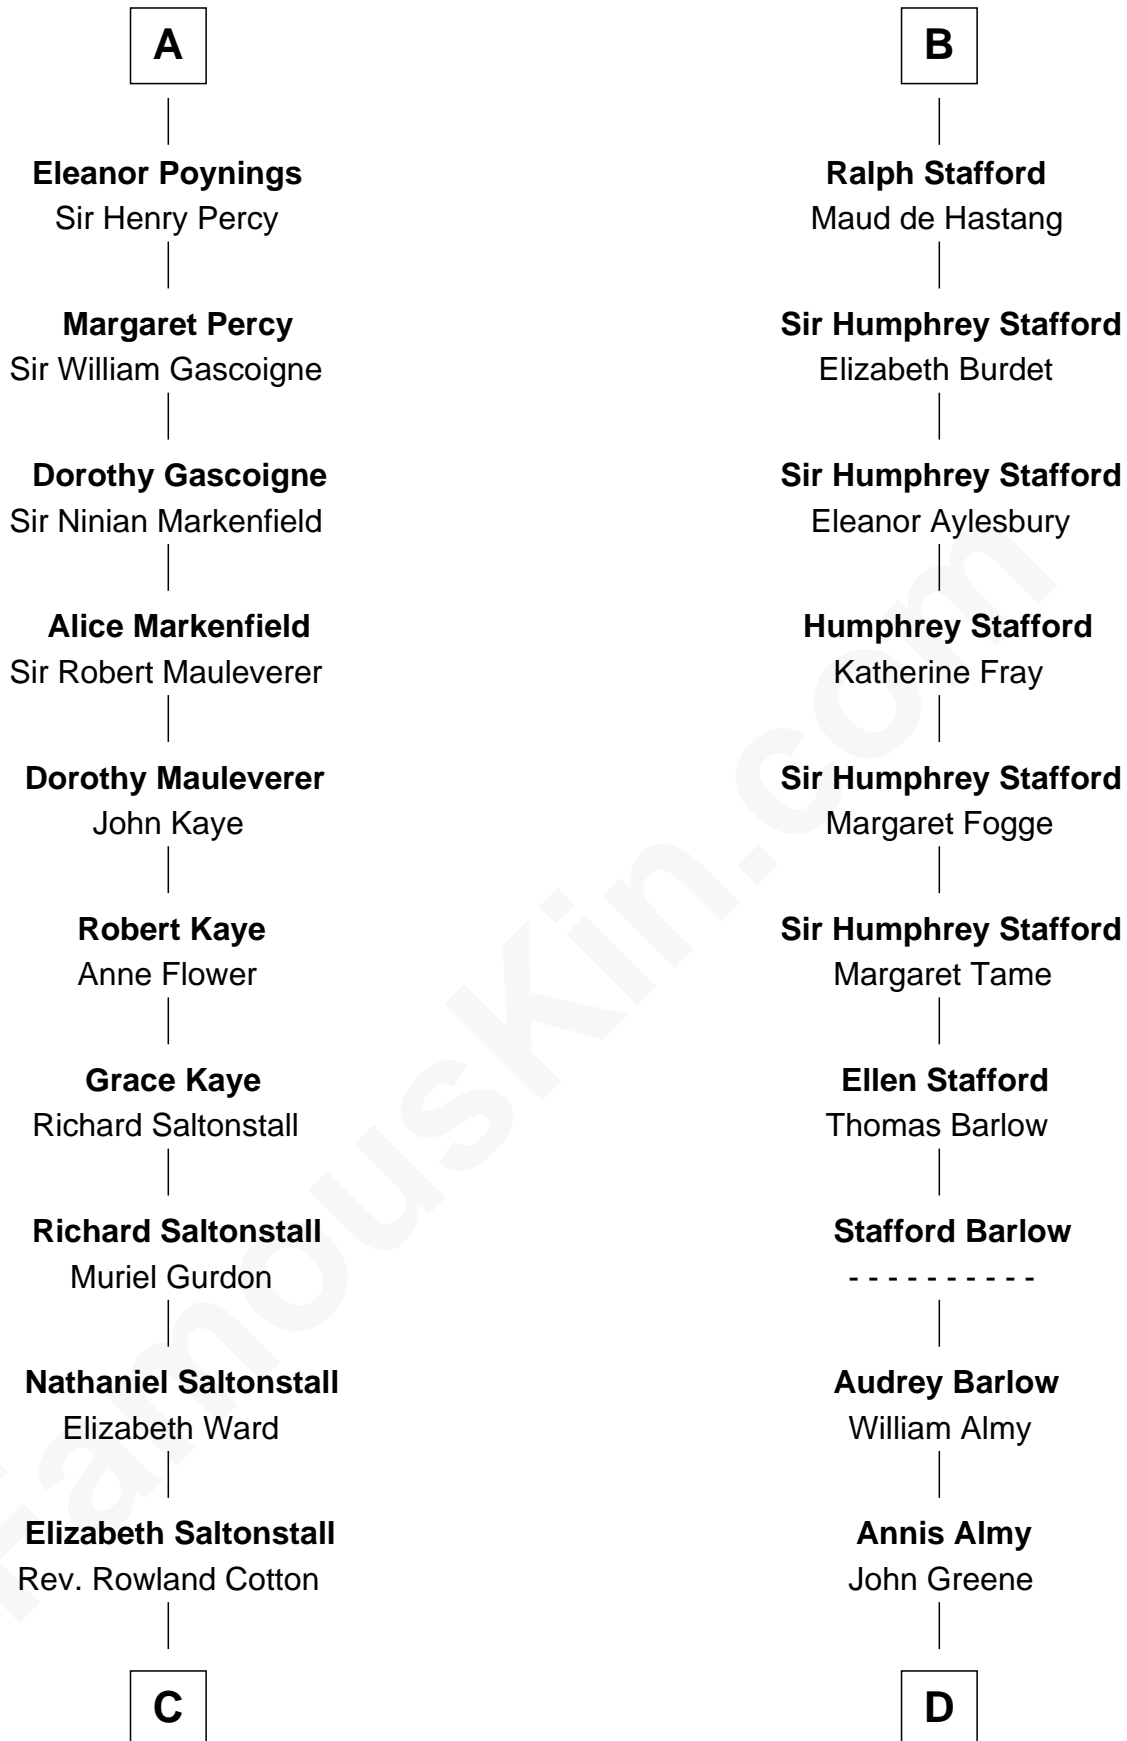 A
Eleanor Poynings
Sir Henry Percy
Margaret Percy
Sir William Gascoigne
Dorothy Gascoigne
Sir Ninian Markenfield
Alice Markenfield
Sir Robert Mauleverer
Dorothy Mauleverer
John Kaye
Robert Kaye
Anne Flower
Grace Kaye
Richard Saltonstall
Richard Saltonstall
Muriel Gurdon
Nathaniel Saltonstall
Elizabeth Ward
Elizabeth Saltonstall
Rev. Rowland Cotton
C
B
Ralph Stafford
Maud de Hastang
Sir Humphrey Stafford
Elizabeth Burdet
Sir Humphrey Stafford
Eleanor Aylesbury
Humphrey Stafford
Katherine Fray
Sir Humphrey Stafford
Margaret Fogge
Sir Humphrey Stafford
Margaret Tame
Ellen Stafford
Thomas Barlow
Stafford Barlow
- - - - - - - - - -
Audrey Barlow
William Almy
Annis Almy
John Greene
D
FamousKin.com